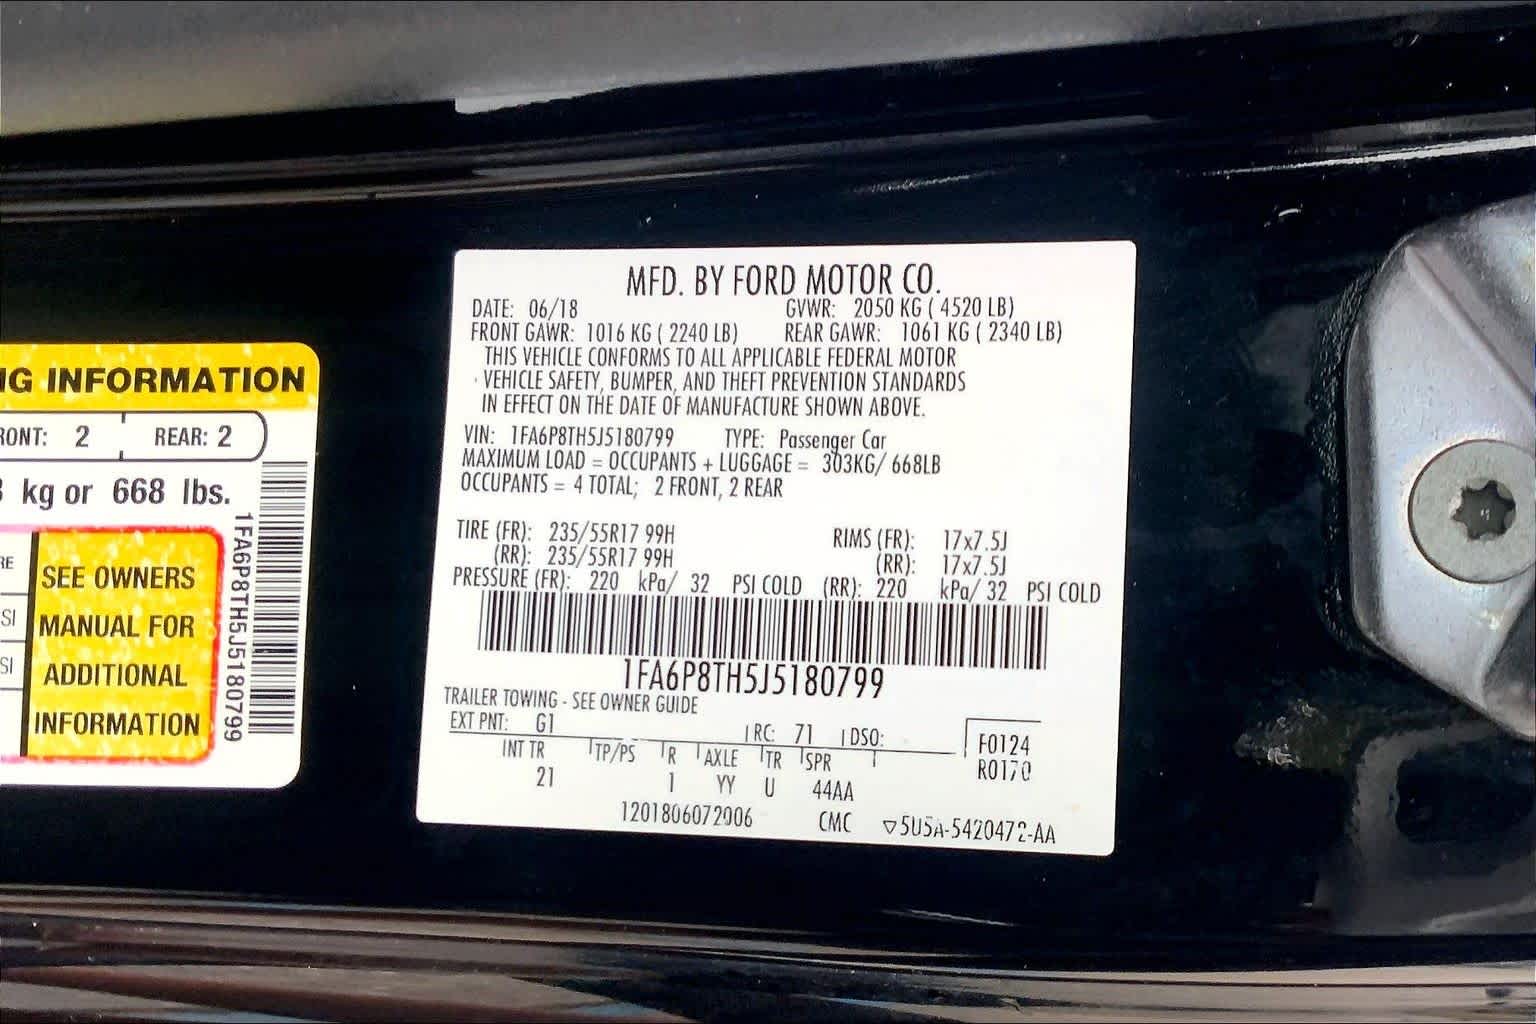 NG INFORMATION
RONT: 2 REAR: 2
kg or 668 lbs.
SEE OWNERS
MANUAL FOR
ADDITIONAL
INFORMATION
RE
SI
SI
1FA6P8TH5J5180799
MFD. BY FORD MOTOR CO.
DATE: 06/18 GVWR: 2050 KG ( 4520 LB)
FRONT GAWR: 1016 KG ( 2240 LB) REAR GAWR: 1061 KG ( 2340 LB)
THIS VEHICLE CONFORMS TO ALL APPLICABLE FEDERAL MOTOR
VEHICLE SAFETY, BUMPER, AND THEFT PREVENTION STANDARDS
IN EFFECT ON THE DATE OF MANUFACTURE SHOWN ABOVE.
VIN: 1FA6P8TH5J5180799 TYPE: Passenger Car
MAXIMUM LOAD = OCCUPANTS + LUGGAGE = 303KG/ 668LB
OCCUPANTS = 4 TOTAL; 2 FRONT, 2 REAR
TIRE (FR): 235/55R17 99H RIMS (FR): 17x7.5J
(RR): 235/55R17 99H (RR): 17x7.5J
PRESSURE (FR): 220 kPa/ 32 PSI COLD (RR): 220 kPa/ 32 PSI COLD
1FA6P8TH5J5180799
TRAILER TOWING - SEE OWNER GUIDE
EXT PNT: G1 RC: 71 DSO: F0124
INT TR TP/PS R AXLE TR SPR R0170
21 1 YY U 44AA
1201806072006 CMC ▽5U5A-5420472-AA